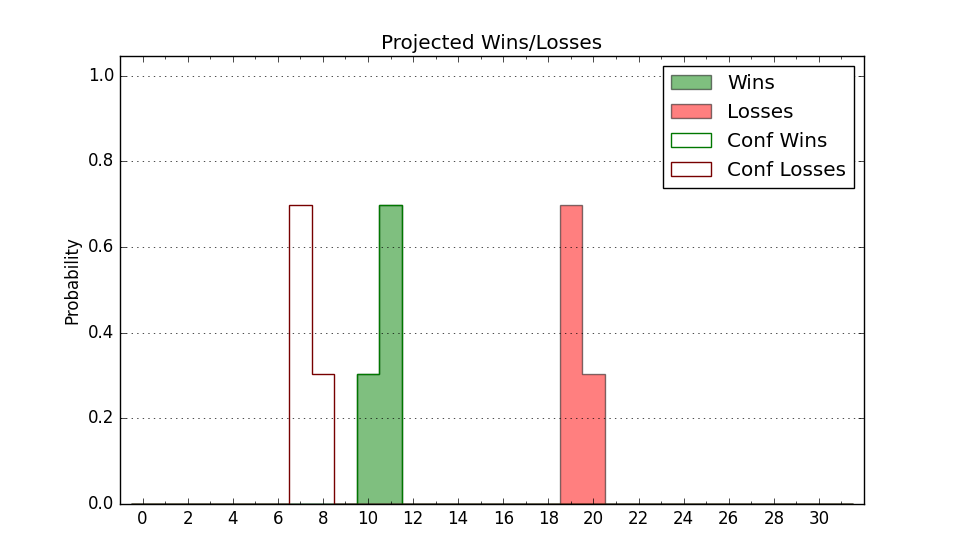 Projected Wins/Losses
1.0
0.8
0.6
0.4
0.2
0.0
Probability
Wins
Losses
Conf Wins
Conf Losses
0 2 4 6 8 10 12 14 16 18 20 22 24 26 28 30